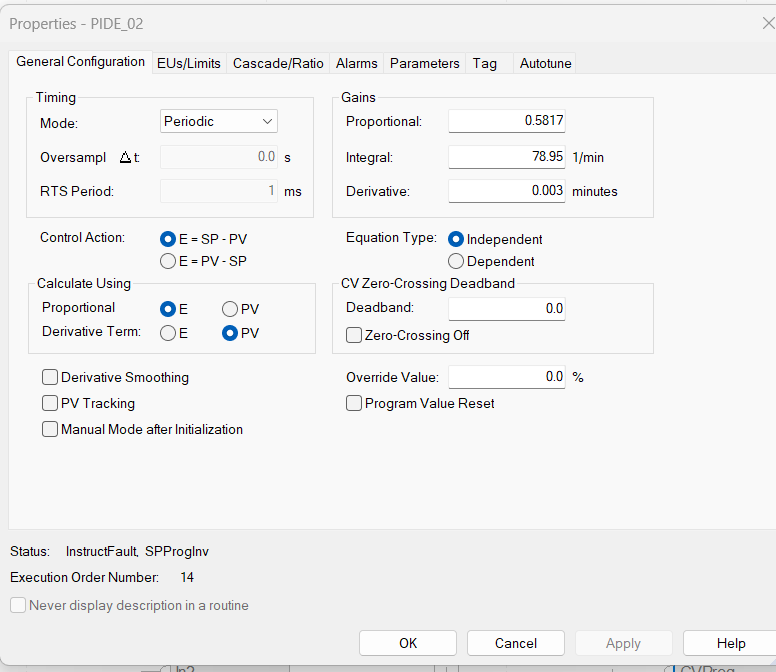 Properties - PIDE_02
General Configuration EUs/Limits Cascade/Ratio Alarms Parameters Tag Autotune
Timing
Mode: Periodic
Oversampl Δt: 0.0 s
RTS Period: 1 ms
Gains
Proportional: 0.5817
Integral: 78.95 1/min
Derivative: 0.003 minutes
Control Action: E = SP - PV
E = PV - SP
Equation Type: Independent
Dependent
Calculate Using
Proportional E PV
Derivative Term: E PV
CV Zero-Crossing Deadband
Deadband: 0.0
Zero-Crossing Off
Derivative Smoothing
PV Tracking
Manual Mode after Initialization
Override Value: 0.0 %
Program Value Reset
Status: InstructFault, SPProgInv
Execution Order Number: 14
Never display description in a routine
OK Cancel Apply Help
In2 CVProg